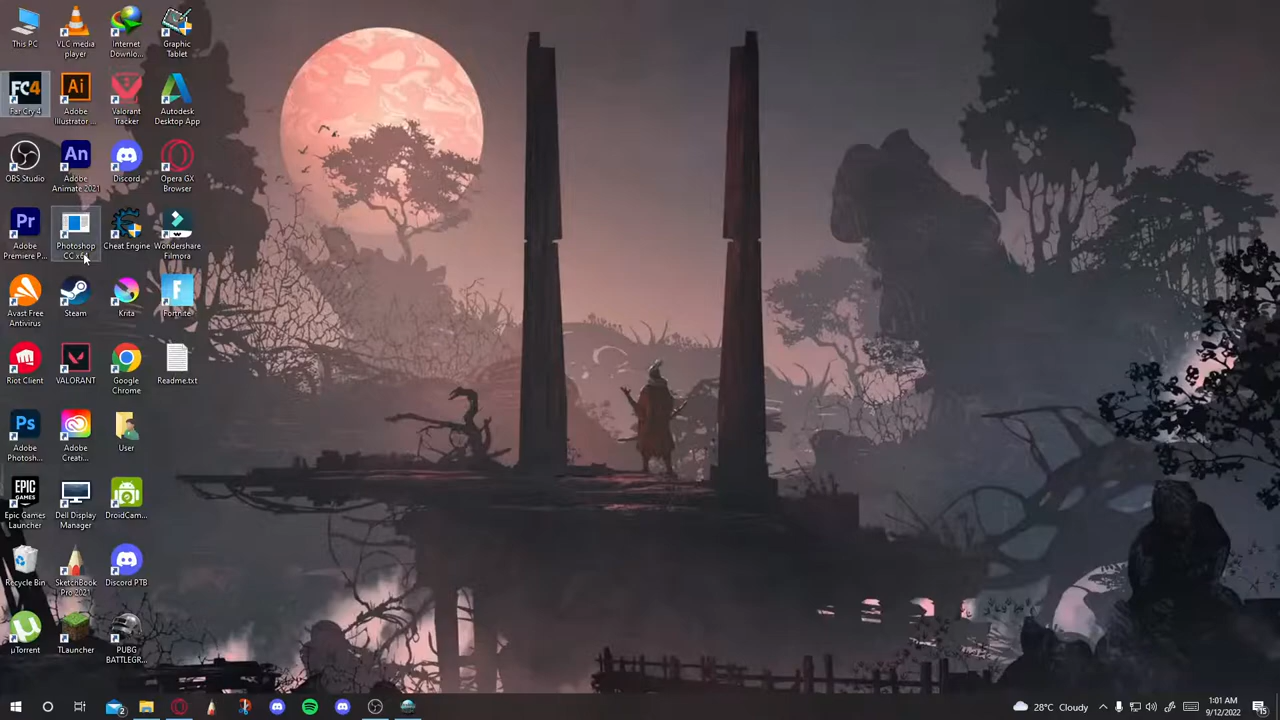 This PC
VLC media
player
Internet
Downlo...
Graphic
Tablet
FC4
Far Cry 4
Ai
Adobe
Illustrator ...
Valorant
Tracker
Autodesk
Desktop App
OBS Studio
An
Adobe
Animate 2021
Discord
Opera GX
Browser
Pr
Adobe
Premiere P...
Photoshop
CC x64
Cheat Engine
Wondershare
Filmora
Avast Free
Antivirus
Steam
Krita
F
Fortnite
Riot Client
VALORANT
Google
Chrome
Readme.txt
Ps
Adobe
Photosh...
Adobe
Creati...
User
EPIC
GAMES
Epic Games
Launcher
Dell Display
Manager
DroidCam...
Recycle Bin
SketchBook
Pro 2021
Discord PTB
µTorrent
TLauncher
PUBG
BATTLEGR...
2
28°C Cloudy
1:01 AM
9/12/2022
15